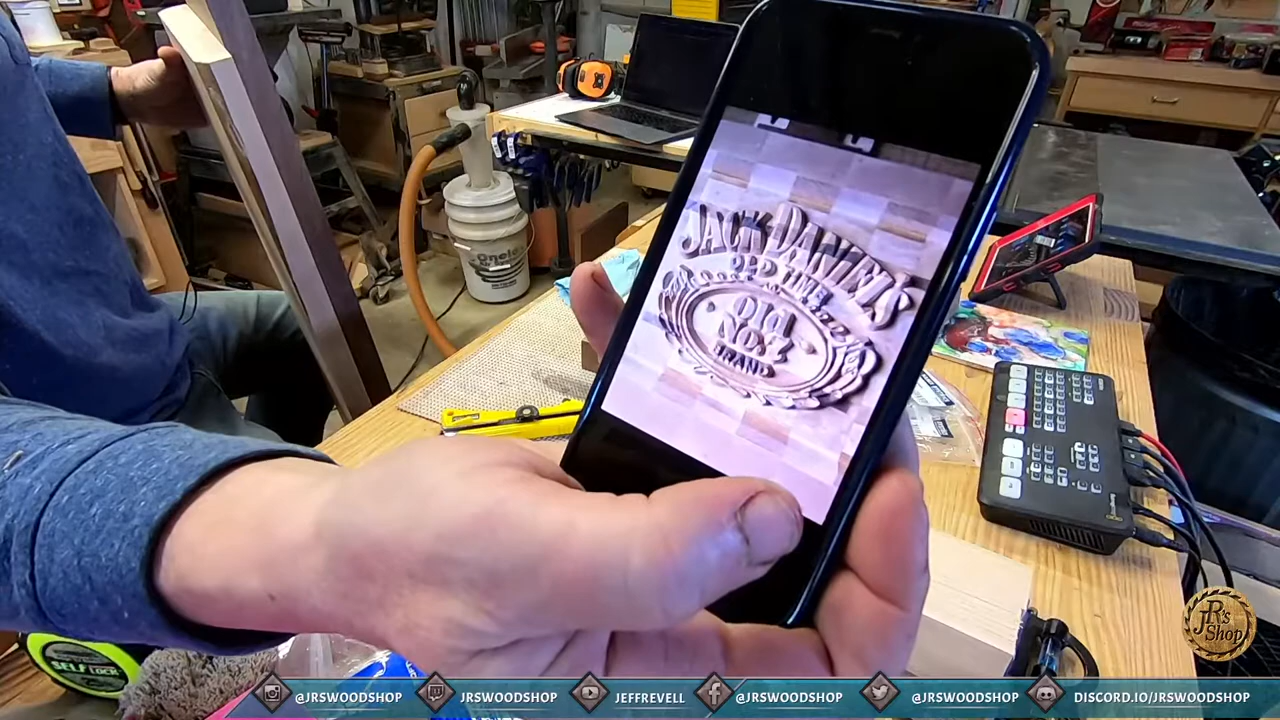 JACK DANIEL'S
OLD TIME
Old
No. 7
BRAND
Oneida
SELF LOCK
JR's
Shop
@JRSWOODSHOP
JRSWOODSHOP
JEFFREVELL
@JRSWOODSHOP
@JRSWOODSHOP
DISCORD.IO/JRSWOODSHOP